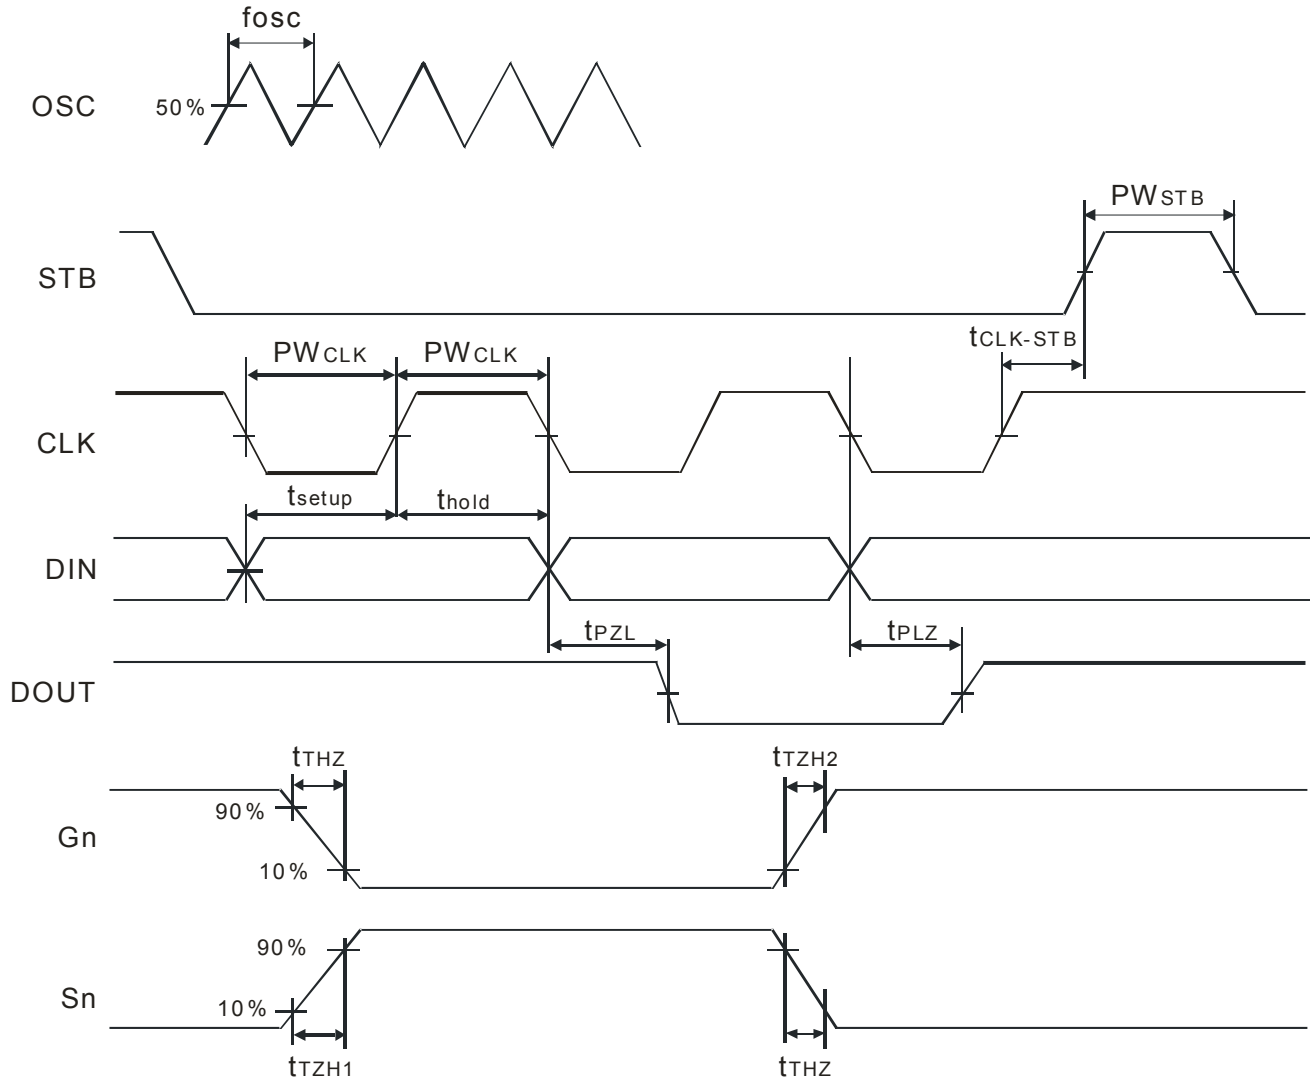 fosc
OSC
50%
PWSTB
STB
tCLK-STB
PWCLK PWCLK
CLK
tsetup thold
DIN
tPZL tPLZ
DOUT
tTHZ tTZH2
90%
Gn
10%
90%
Sn
10%
tTZH1 tTHZ